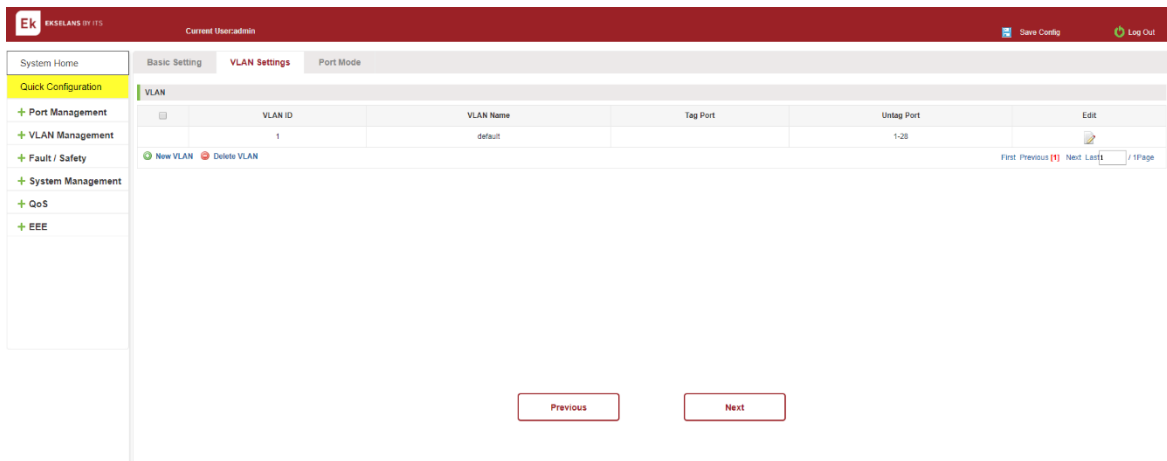 Ek EKSELANS BY ITS
Current User:admin
Save Config
Log Out
System Home
Quick Configuration
Port Management
VLAN Management
Fault / Safety
System Management
QoS
EEE
Basic Setting
VLAN Settings
Port Mode
VLAN
VLAN ID VLAN Name Tag Port Untag Port Edit
1 default 1-28
New VLAN Delete VLAN
First Previous [1] Next Last 1 / 1Page
Previous
Next